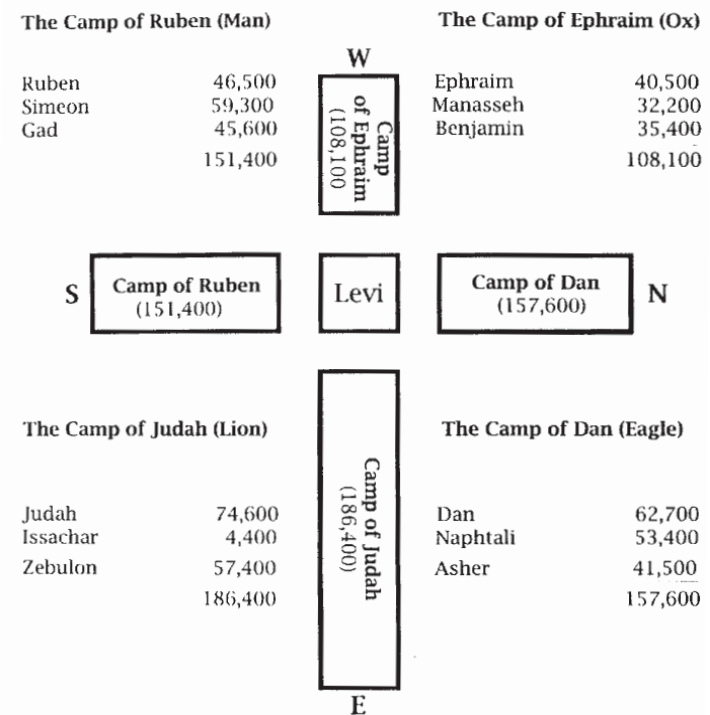 The Camp of Ruben (Man)
Ruben 46,500
Simeon 59,300
Gad 45,600
151,400
The Camp of Ephraim (Ox)
Ephraim 40,500
Manasseh 32,200
Benjamin 35,400
108,100
W
Camp
of Ephraim
(108,100
S
Camp of Ruben
(151,400)
Levi
Camp of Dan
(157,600)
N
The Camp of Judah (Lion)
Judah 74,600
Issachar 4,400
Zebulon 57,400
186,400
Camp of Judah
(186,400)
The Camp of Dan (Eagle)
Dan 62,700
Naphtali 53,400
Asher 41,500
157,600
E